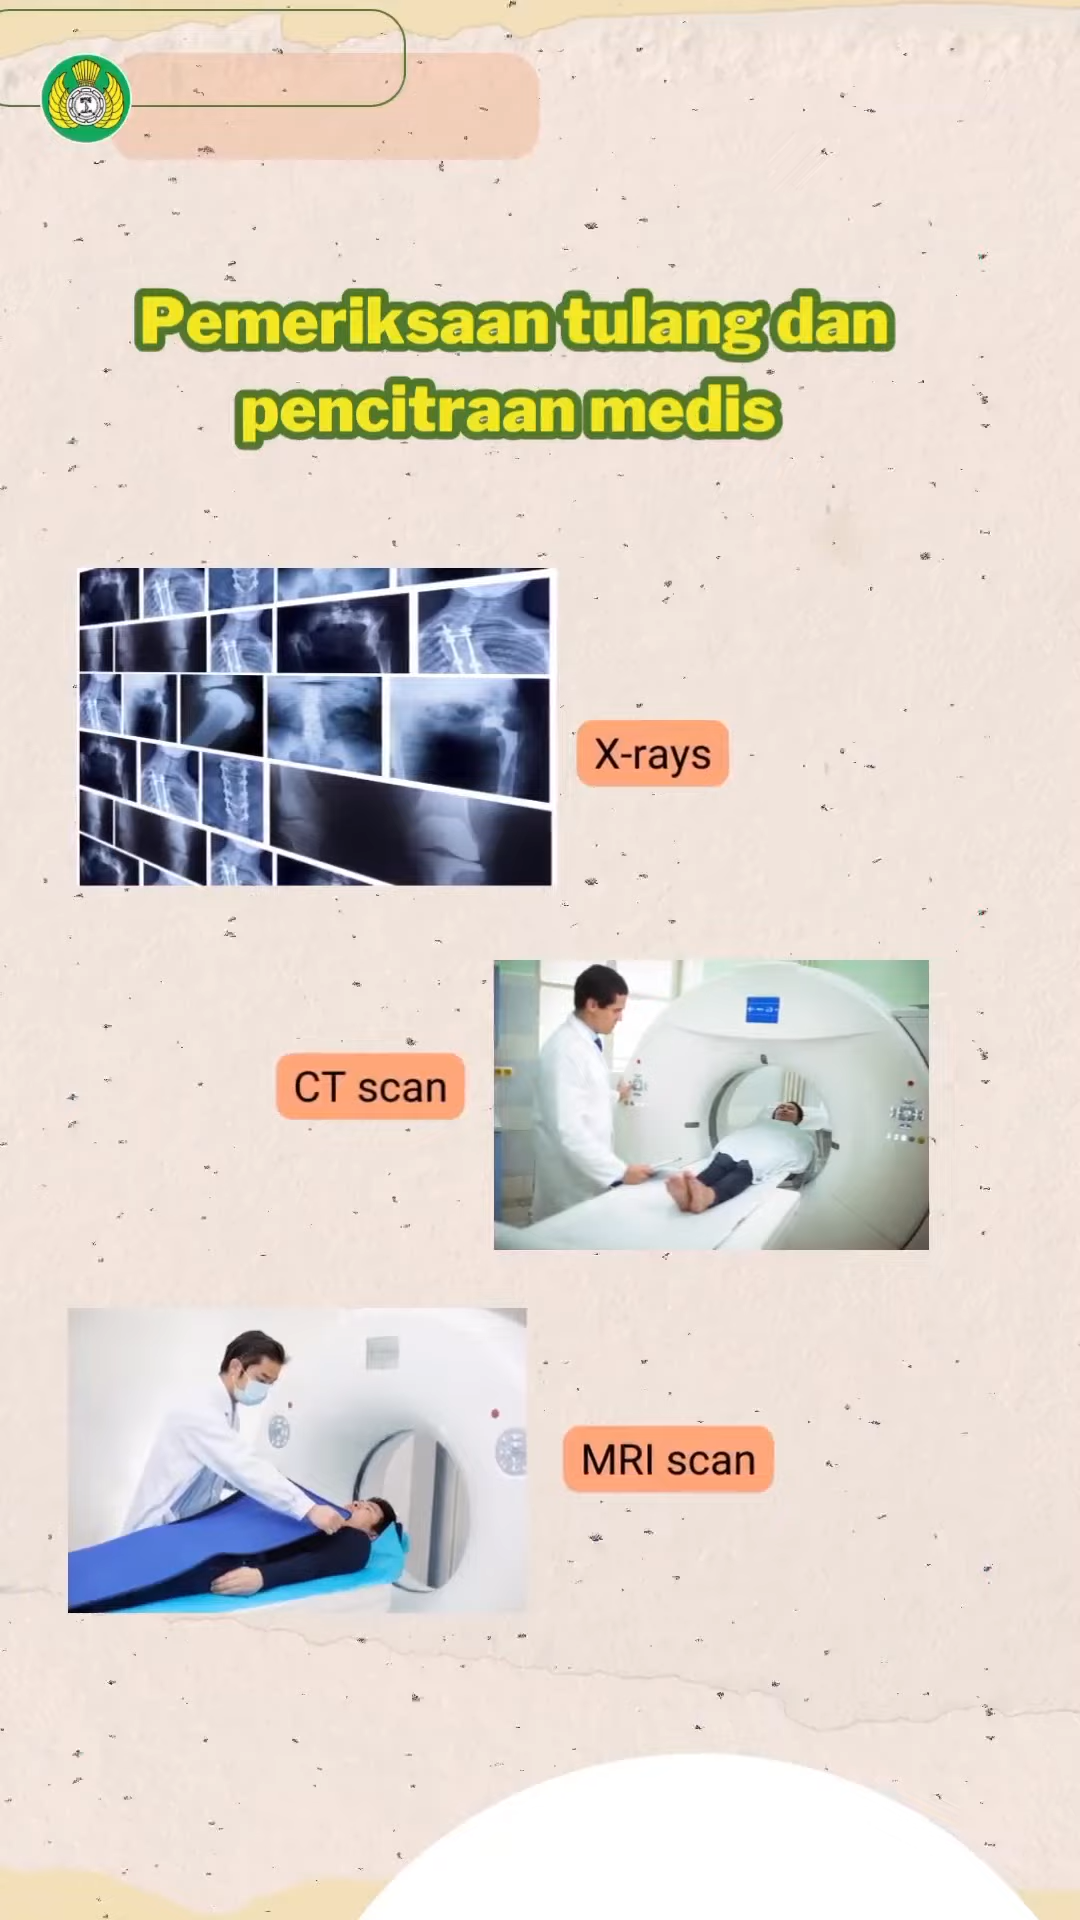 Pemeriksaan tulang dan
pencitraan medis
X-rays
CT scan
MRI scan